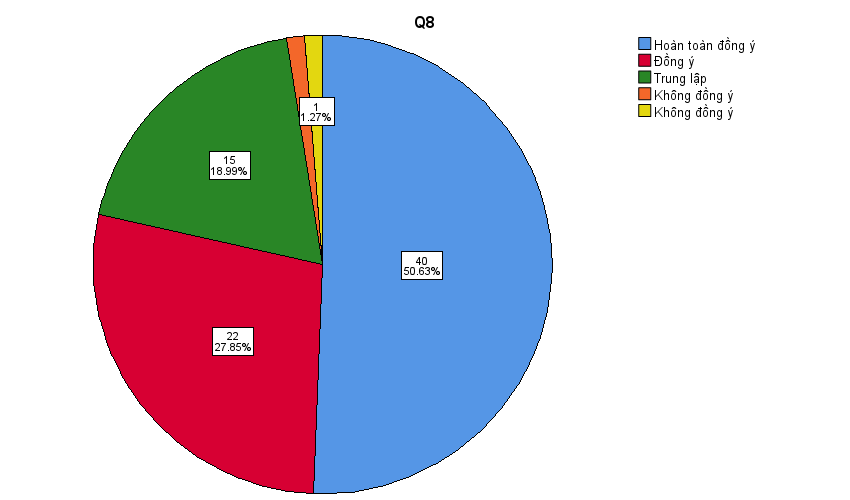 Q8
Hoàn toàn đồng ý
Đồng ý
Trung lập
Không đồng ý
Không đồng ý
1
1.27%
15
18.99%
40
50.63%
22
27.85%